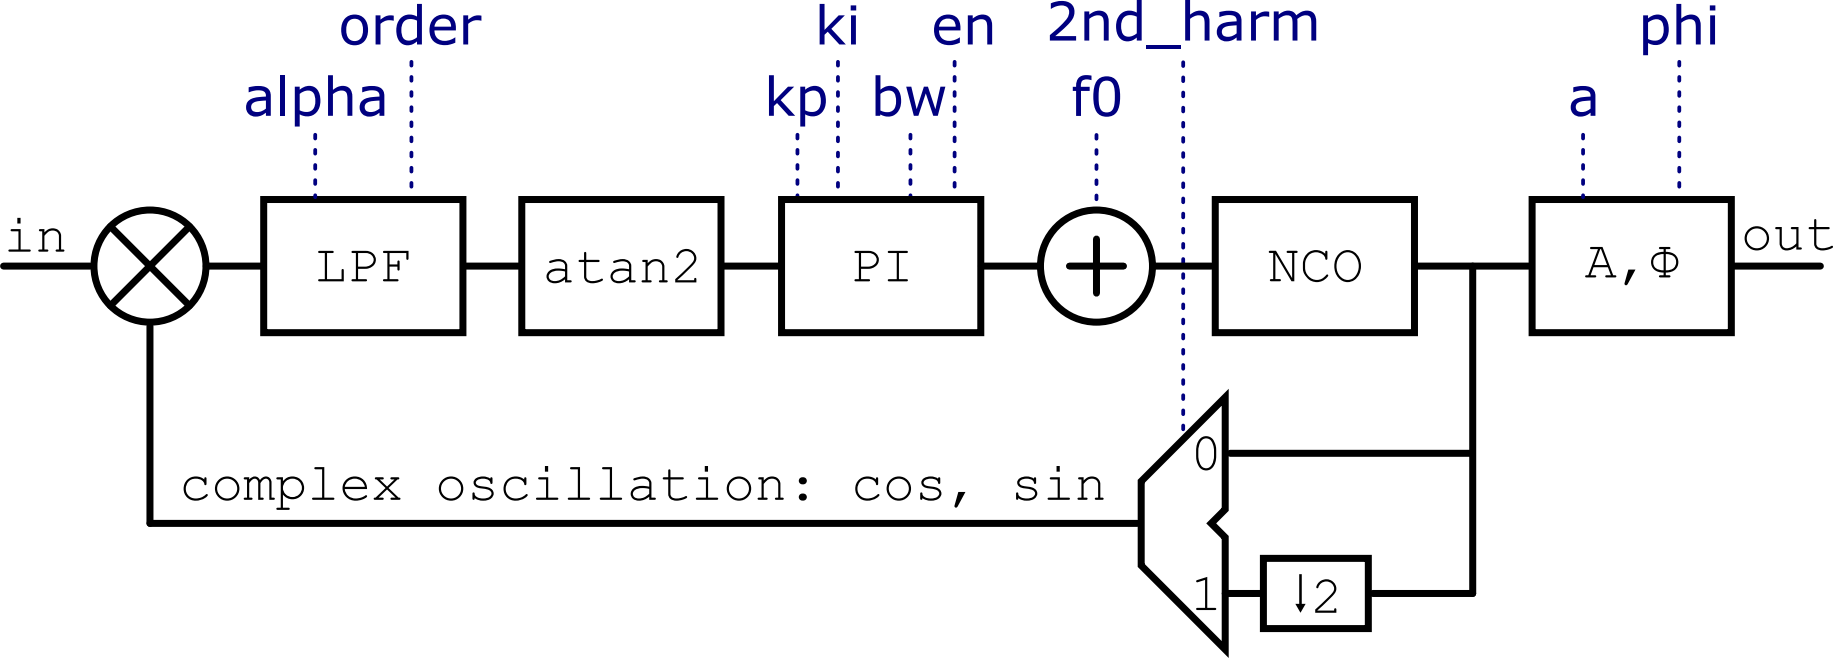 order
ki
en
2nd_harm
phi
alpha
kp
bw
f0
a
in
LPF
atan2
PI
NCO
A,Φ
out
0
complex oscillation: cos, sin
1
↓2